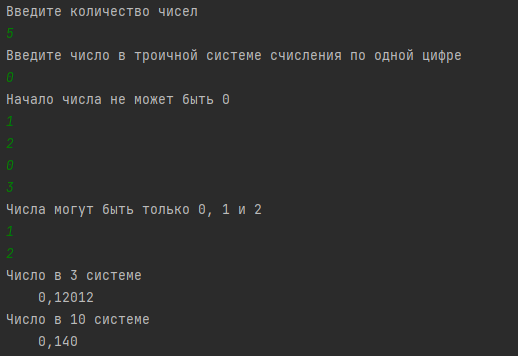 Введите количество чисел
5
Введите число в троичной системе счисления по одной цифре
0
Начало числа не может быть 0
1
2
0
3
Числа могут быть только 0, 1 и 2
1
2
Число в 3 системе
0,12012
Число в 10 системе
0,140